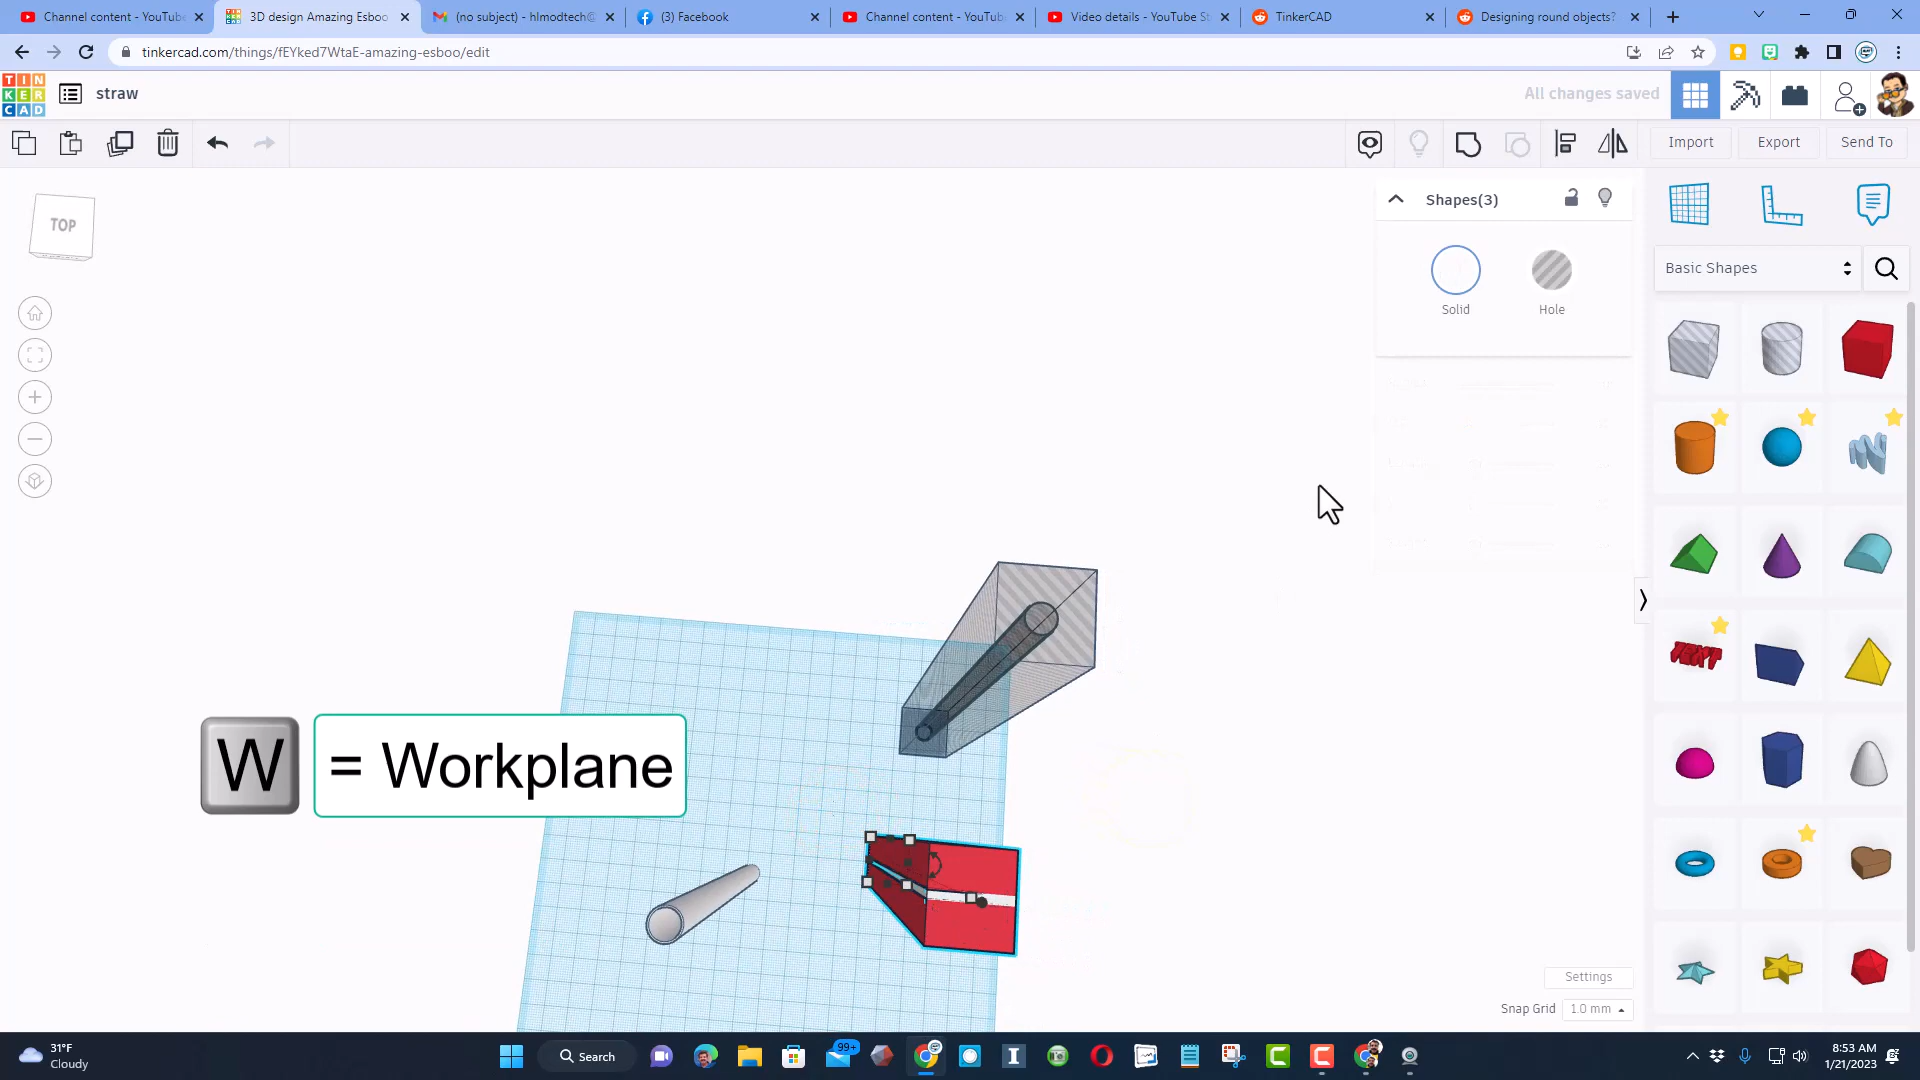 Channel content - YouTube
3D design Amazing Esboo
(no subject) - hlmodtech@
(3) Facebook
Channel content - YouTube
Video details - YouTube St
TinkerCAD
Designing round objects?
tinkercad.com/things/fEYked7WtaE-amazing-esboo/edit
TIN
KER
CAD
straw
All changes saved
Import
Export
Send To
TOP
Shapes(3)
Solid
Hole
Basic Shapes
TEXT
W = Workplane
Settings
Snap Grid
1.0 mm
31°F
Cloudy
Search
99+
8:53 AM
1/21/2023